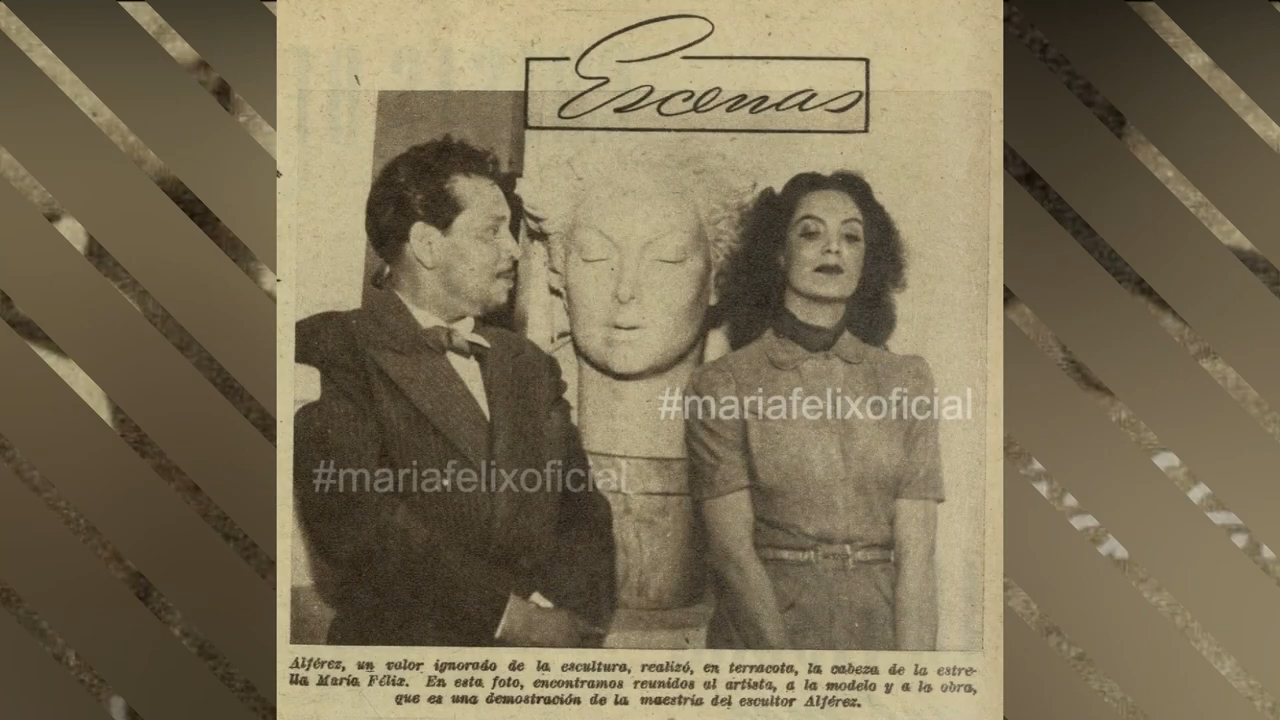 Escenas
#mariafelixoficial
#mariafelixoficial
Alférez, un valor ignorado de la escultura, realizó, en terracota, la cabeza de la estre-
lla María Félix. En esta foto, encontramos reunidos al artista, a la modelo y a la obra,
que es una demostración de la maestría del escultor Alférez.